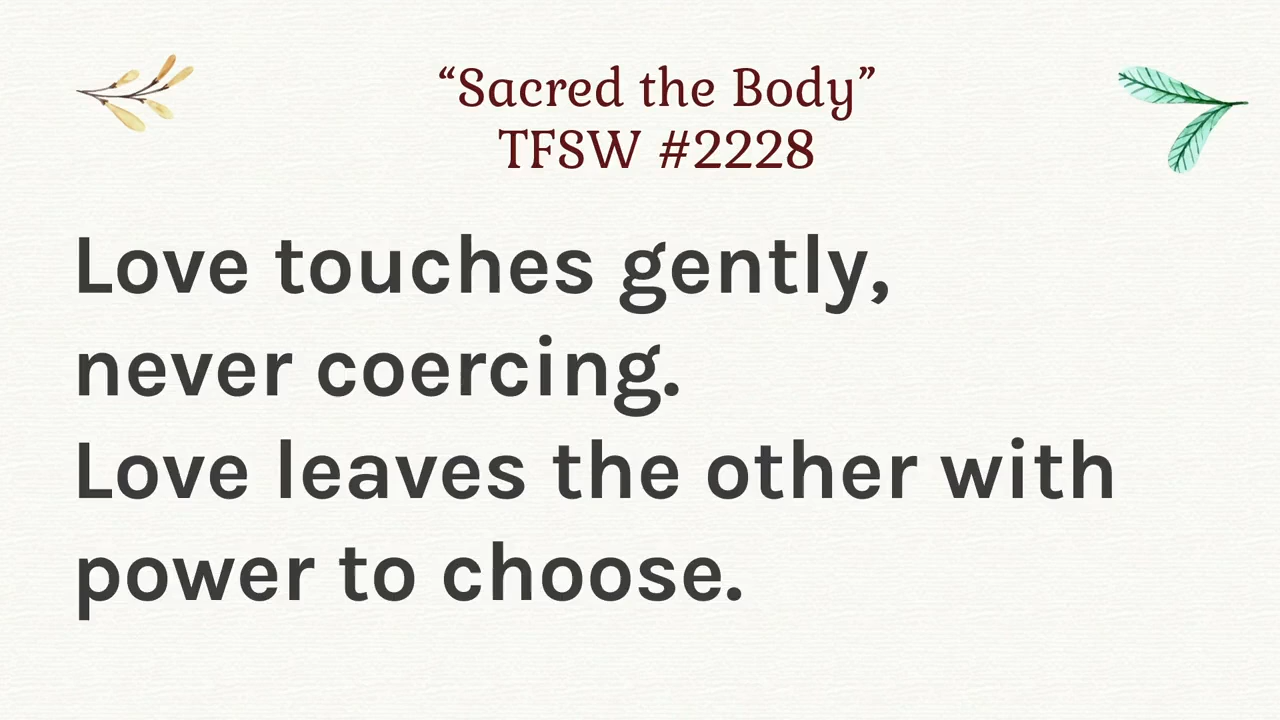 “Sacred the Body”
TFSW #2228
Love touches gently,
never coercing.
Love leaves the other with
power to choose.